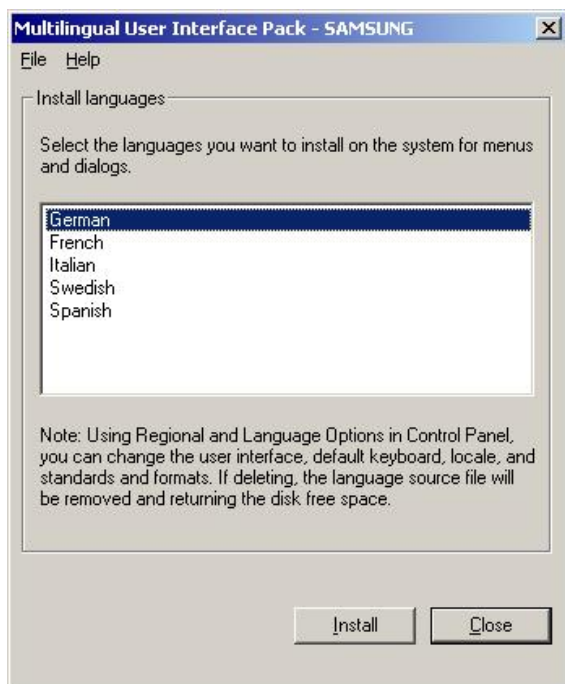 Multilingual User Interface Pack - SAMSUNG
File Help
Install languages
Select the languages you want to install on the system for menus
and dialogs.
German
French
Italian
Swedish
Spanish
Note: Using Regional and Language Options in Control Panel,
you can change the user interface, default keyboard, locale, and
standards and formats. If deleting, the language source file will
be removed and returning the disk free space.
Install Close